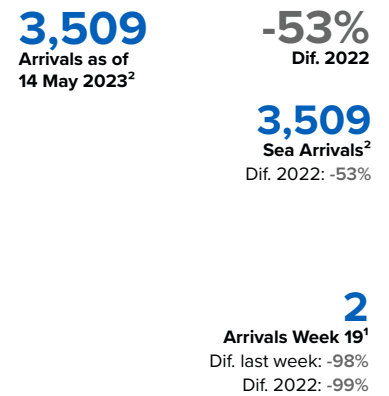 3,509
Arrivals as of
14 May 2023²
-53%
Dif. 2022
3,509
Sea Arrivals²
Dif. 2022: -53%
2
Arrivals Week 19¹
Dif. last week: -98%
Dif. 2022: -99%